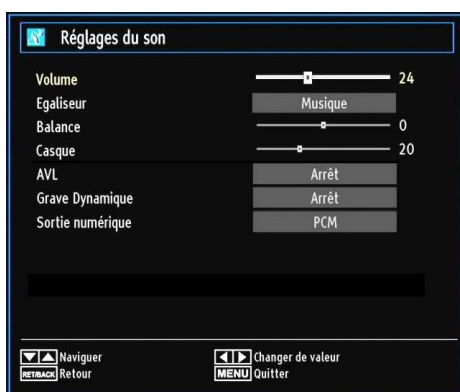 Réglages du son
Volume 24
Egaliseur Musique
Balance 0
Casque 20
AVL Arrêt
Grave Dynamique Arrêt
Sortie numérique PCM
Naviguer Changer de valeur
RET/BACK Retour MENU Quitter